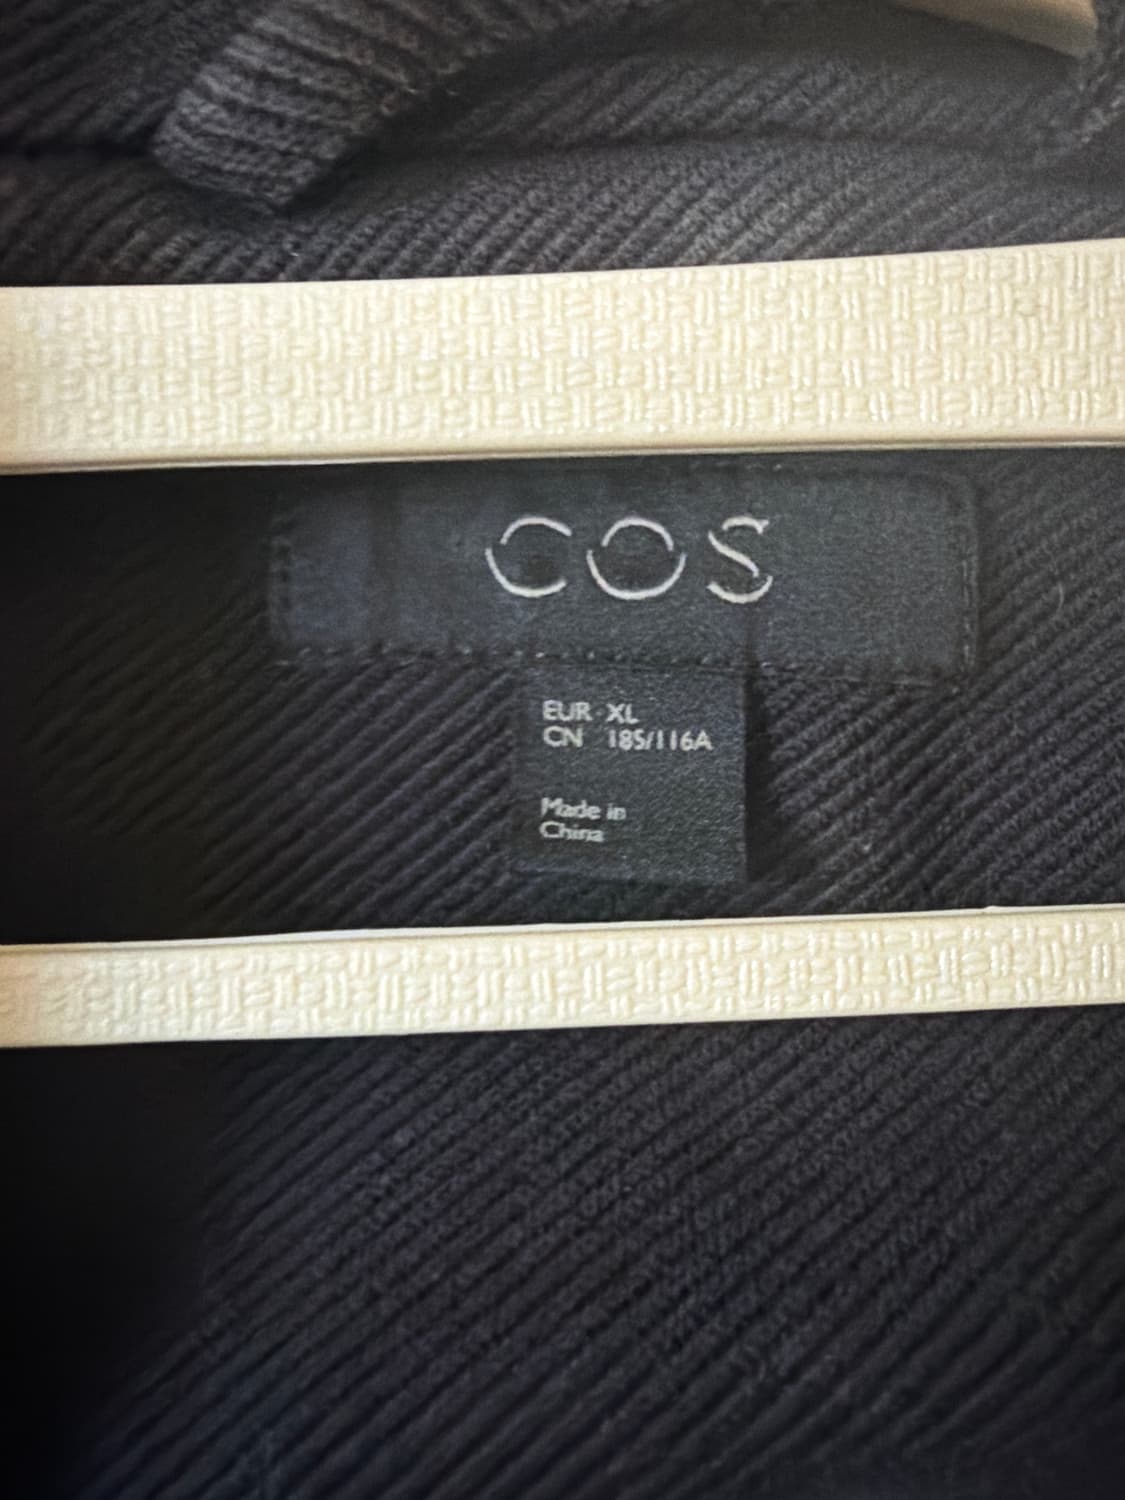 COS
EUR XL
CN 185/116A
Made in
China